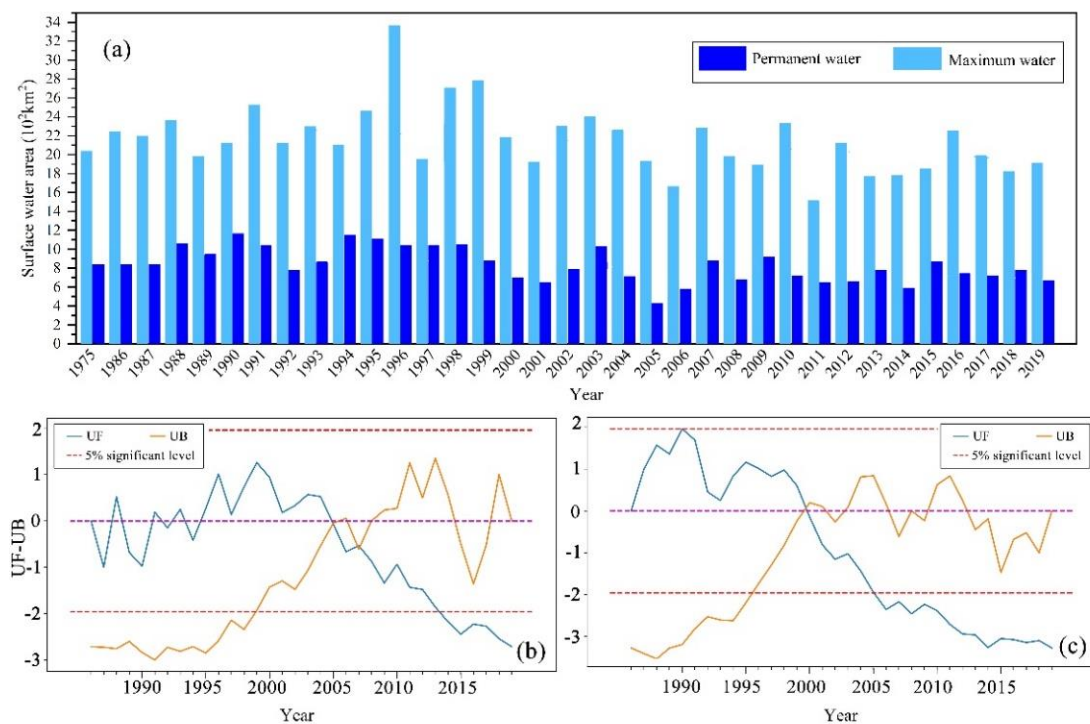 (a)
Permanent water
Maximum water
Surface water area (10²km²)
34
32
30
28
26
24
22
20
18
16
14
12
10
8
6
4
2
0
1975 1986 1987 1988 1989 1990 1991 1992 1993 1994 1995 1996 1997 1998 1999 2000 2001 2002 2003 2004 2005 2006 2007 2008 2009 2010 2011 2012 2013 2014 2015 2016 2017 2018 2019
Year
UF UB
5% significant level
UF-UB
2
1
0
-1
-2
-3
(b)
1990 1995 2000 2005 2010 2015
Year
UF UB
5% significant level
2
1
0
-1
-2
-3
(c)
1990 1995 2000 2005 2010 2015
Year